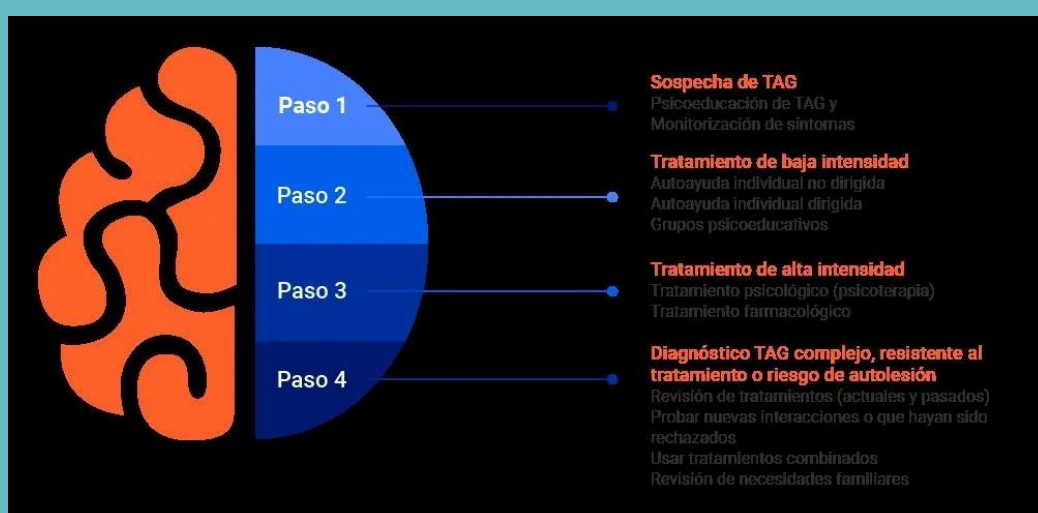 Paso 1
Sospecha de TAG
Psicoeducación de TAG y
Monitorización de síntomas
Paso 2
Tratamiento de baja intensidad
Autoayuda individual no dirigida
Autoayuda individual dirigida
Grupos psicoeducativos
Paso 3
Tratamiento de alta intensidad
Tratamiento psicológico (psicoterapia)
Tratamiento farmacológico
Paso 4
Diagnóstico TAG complejo, resistente al
tratamiento o riesgo de autolesión
Revisión de tratamientos (actuales y pasados)
Probar nuevas interacciones o que hayan sido
rechazados
Usar tratamientos combinados
Revisión de necesidades familiares